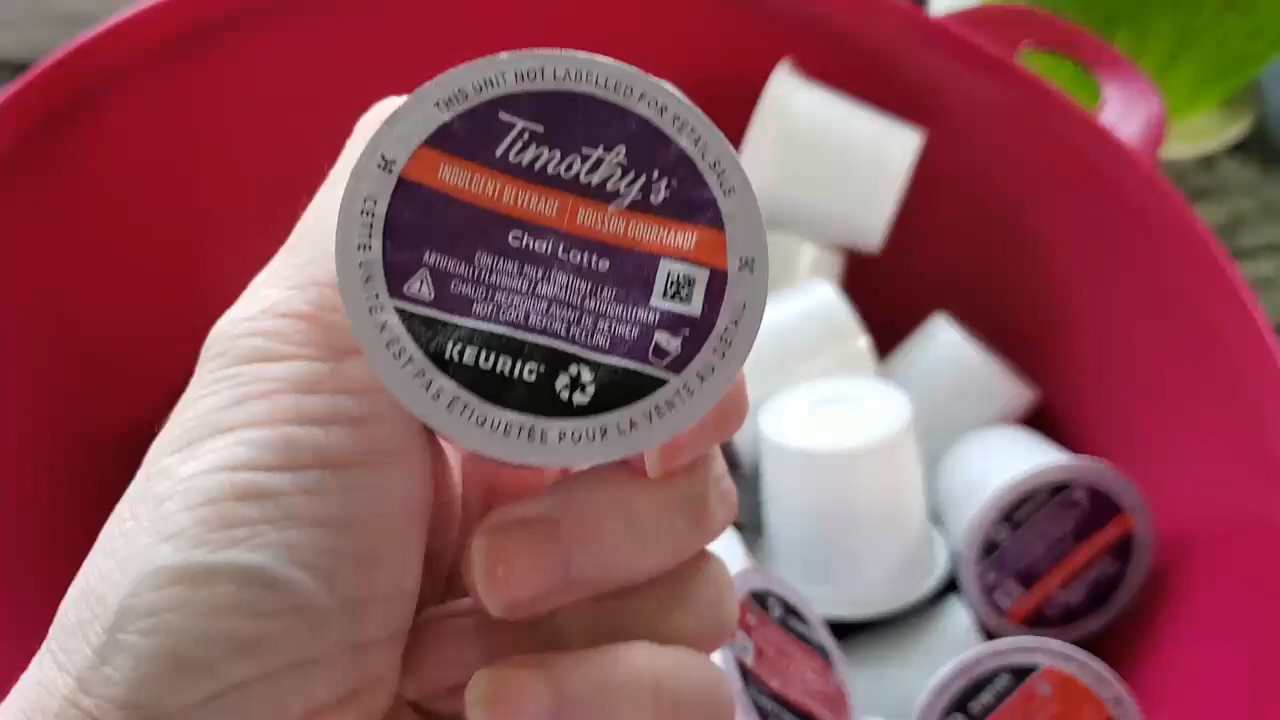 THIS UNIT NOT LABELLED FOR RETAIL SALE
Timothy's
INDULGENT BEVERAGE | BOISSON GOURMANDE
Chai Latte
CONTAINS: MILK / CONTIENT : LAIT
ARTIFICIALLY FLAVOURED / AROMATISÉ ARTIFICIELLEMENT
CHAUD / REFROIDIR AVANT DE RETIRER
HOT / COOL BEFORE PEELING
KEURIG
CETTE UNITÉ N'EST PAS ÉTIQUETÉE POUR LA VENTE AU DÉTAIL